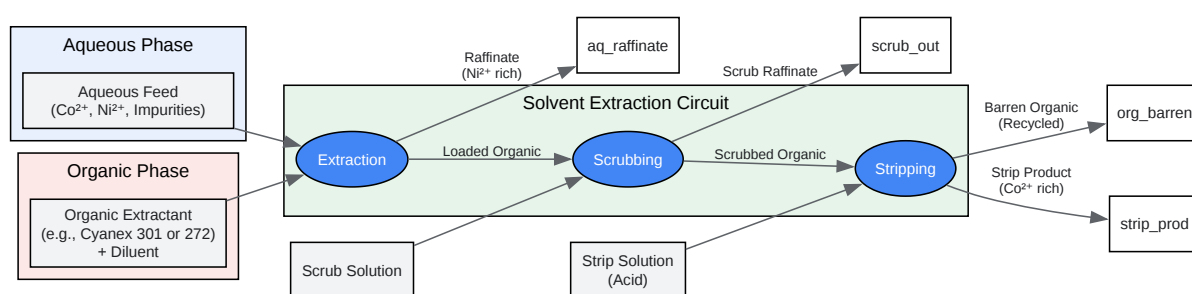 Aqueous Phase
Aqueous Feed
(Co²⁺, Ni²⁺, Impurities)
Organic Phase
Organic Extractant
(e.g., Cyanex 301 or 272)
+ Diluent
Solvent Extraction Circuit
Extraction
Raffinate
(Ni²⁺ rich)
aq_raffinate
Loaded Organic
Scrubbing
Scrub Raffinate
scrub_out
Scrubbed Organic
Stripping
Barren Organic
(Recycled)
org_barren
Strip Product
(Co²⁺ rich)
strip_prod
Scrub Solution
Strip Solution
(Acid)